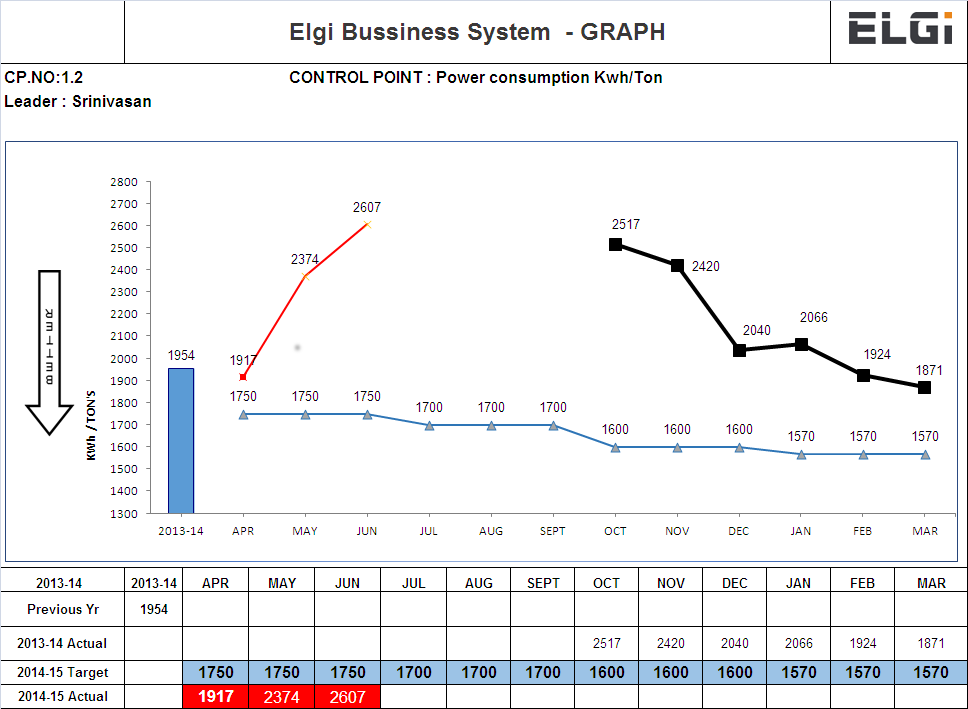 Elgi Bussiness System - GRAPH
ELGi
CP.NO:1.2
CONTROL POINT : Power consumption Kwh/Ton
Leader : Srinivasan
2800
2700
2600
2500
2400
2300
2200
2100
2000
1900
1800
1700
1600
1500
1400
1300
KWh /TON'S
BETTER
1954
1917
2374
2607
2517
2420
2040
2066
1924
1871
1750 1750 1750 1700 1700 1700 1600 1600 1600 1570 1570 1570
2013-14 APR MAY JUN JUL AUG SEPT OCT NOV DEC JAN FEB MAR
2013-14 2013-14 APR MAY JUN JUL AUG SEPT OCT NOV DEC JAN FEB MAR
Previous Yr 1954
2013-14 Actual 2517 2420 2040 2066 1924 1871
2014-15 Target 1750 1750 1750 1700 1700 1700 1600 1600 1600 1570 1570 1570
2014-15 Actual 1917 2374 2607